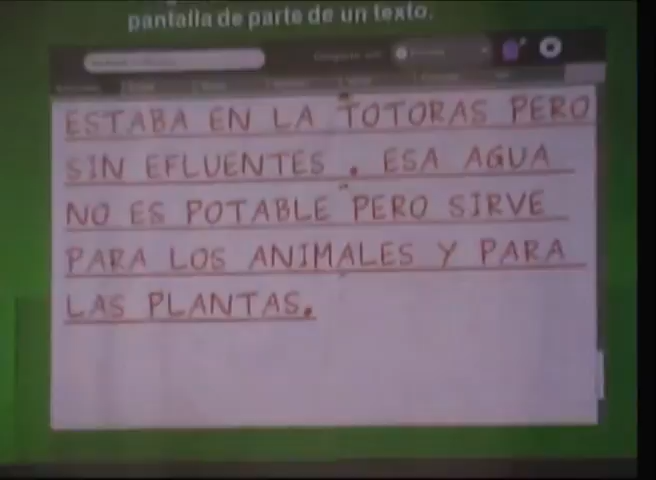 pantalla de parte de un texto.
ESTABA EN LA TOTORAS PERO
SIN EFLUENTES . ESA AGUA
NO ES POTABLE PERO SIRVE
PARA LOS ANIMALES Y PARA
LAS PLANTAS.